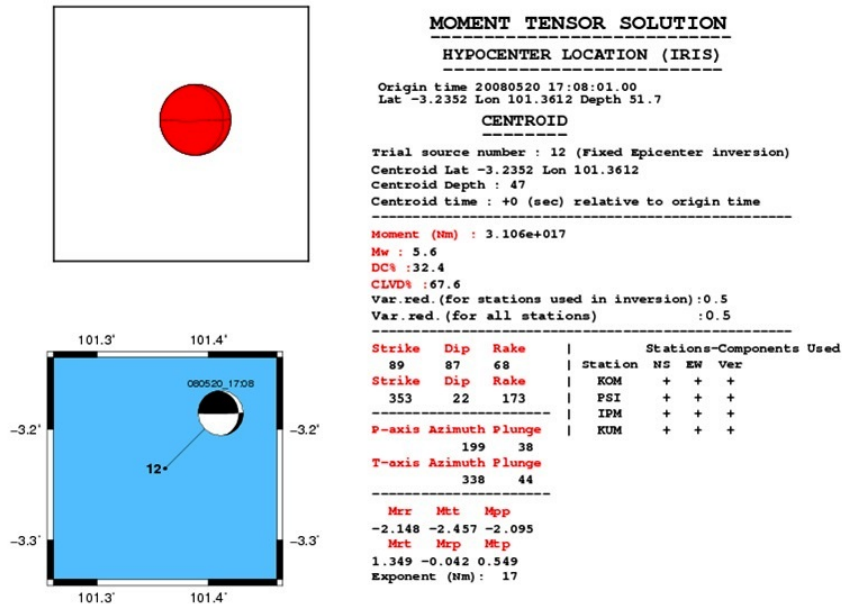 MOMENT TENSOR SOLUTION
HYPOCENTER LOCATION (IRIS)
Origin time 20080520 17:08:01.00
Lat -3.2352 Lon 101.3612 Depth 51.7
CENTROID
Trial source number : 12 (Fixed Epicenter inversion)
Centroid Lat -3.2352 Lon 101.3612
Centroid Depth : 47
Centroid time : +0 (sec) relative to origin time
Moment (Nm) : 3.106e+017
Mw : 5.6
DC% :32.4
CLVD% :67.6
Var.red.(for stations used in inversion):0.5
Var.red.(for all stations) :0.5
Strike Dip Rake | Stations-Components Used
89 87 68 | Station NS EW Ver
Strike Dip Rake | KOM + + +
353 22 173 | PSI + + +
| IPM + + +
P-axis Azimuth Plunge | KUM + + +
199 38
T-axis Azimuth Plunge
338 44
Mrr Mtt Mpp
-2.148 -2.457 -2.095
Mrt Mrp Mtp
1.349 -0.042 0.549
Exponent (Nm): 17
101.3˚ 101.4˚
080520_17:08
-3.2˚ -3.2˚
12
-3.3˚ -3.3˚
101.3˚ 101.4˚